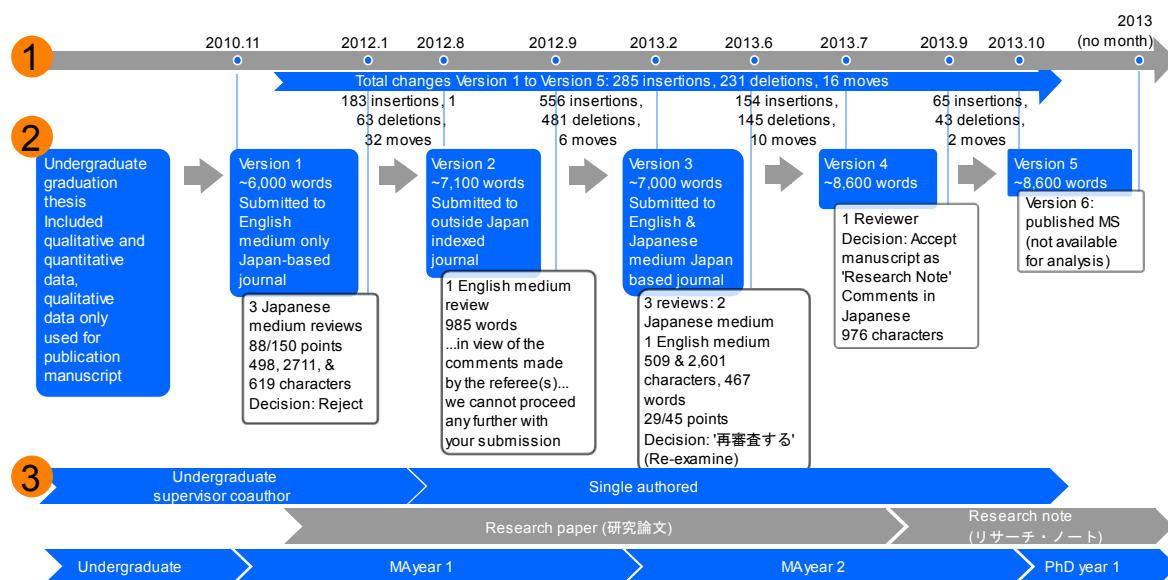 1
2010.11
2012.1
2012.8
2012.9
2013.2
2013.6
2013.7
2013.9
2013.10
2013
(no month)
Total changes Version 1 to Version 5: 285 insertions, 231 deletions, 16 moves
183 insertions, 1
63 deletions,
32 moves
556 insertions,
481 deletions,
6 moves
154 insertions,
145 deletions,
10 moves
65 insertions,
43 deletions,
2 moves
2
Undergraduate
graduation
thesis
Included
qualitative and
quantitative
data,
qualitative
data only
used for
publication
manuscript
Version 1
~6,000 words
Submitted to
English
medium only
Japan-based
journal
3 Japanese
medium reviews
88/150 points
498, 2711, &
619 characters
Decision: Reject
Version 2
~7,100 words
Submitted to
outside Japan
indexed
journal
1 English medium
review
985 words
...in view of the
comments made
by the referee(s)...
we cannot proceed
any further with
your submission
Version 3
~7,000 words
Submitted to
English &
Japanese
medium Japan
based journal
3 reviews: 2
Japanese medium
1 English medium
509 & 2,601
characters, 467
words
29/45 points
Decision: '再審査する'
(Re-examine)
Version 4
~8,600 words
1 Reviewer
Decision: Accept
manuscript as
'Research Note'
Comments in
Japanese
976 characters
Version 5
~8,600 words
Version 6:
published MS
(not available
for analysis)
3
Undergraduate
supervisor coauthor
Single authored
Research paper (研究論文)
Research note
(リサーチ・ノート)
Undergraduate
MA year 1
MA year 2
PhD year 1